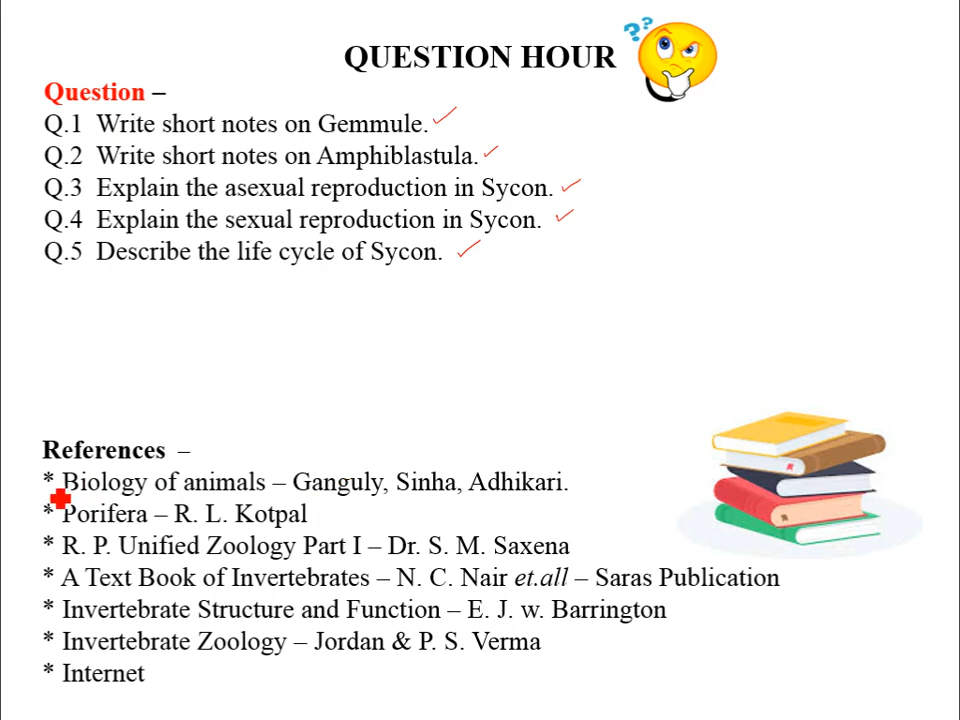 QUESTION HOUR
??
Question –
Q.1 Write short notes on Gemmule.
Q.2 Write short notes on Amphiblastula.
Q.3 Explain the asexual reproduction in Sycon.
Q.4 Explain the sexual reproduction in Sycon.
Q.5 Describe the life cycle of Sycon.
References –
* Biology of animals – Ganguly, Sinha, Adhikari.
* Porifera – R. L. Kotpal
* R. P. Unified Zoology Part I – Dr. S. M. Saxena
* A Text Book of Invertebrates – N. C. Nair et.all – Saras Publication
* Invertebrate Structure and Function – E. J. w. Barrington
* Invertebrate Zoology – Jordan & P. S. Verma
* Internet